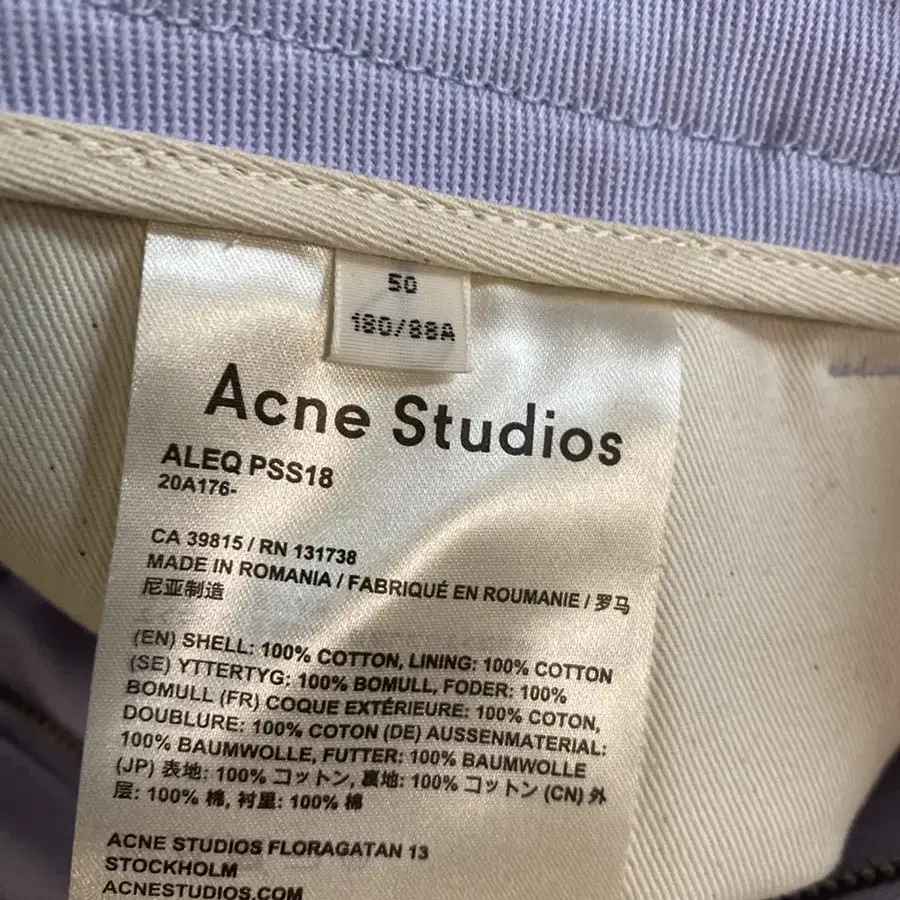 50
180/88A
Acne Studios
ALEQ PSS18
20A176-
CA 39815 / RN 131738
MADE IN ROMANIA / FABRIQUÉ EN ROUMANIE / 罗马
尼亚制造
(EN) SHELL: 100% COTTON, LINING: 100% COTTON
(SE) YTTERTYG: 100% BOMULL, FODER: 100%
BOMULL (FR) COQUE EXTÉRIEURE: 100% COTON,
DOUBLURE: 100% COTON (DE) AUSSENMATERIAL:
100% BAUMWOLLE, FUTTER: 100% BAUMWOLLE
(JP) 表地: 100% コットン, 裏地: 100% コットン (CN) 外
层: 100% 棉, 衬里: 100% 棉
ACNE STUDIOS FLORAGATAN 13
STOCKHOLM
ACNESTUDIOS.COM